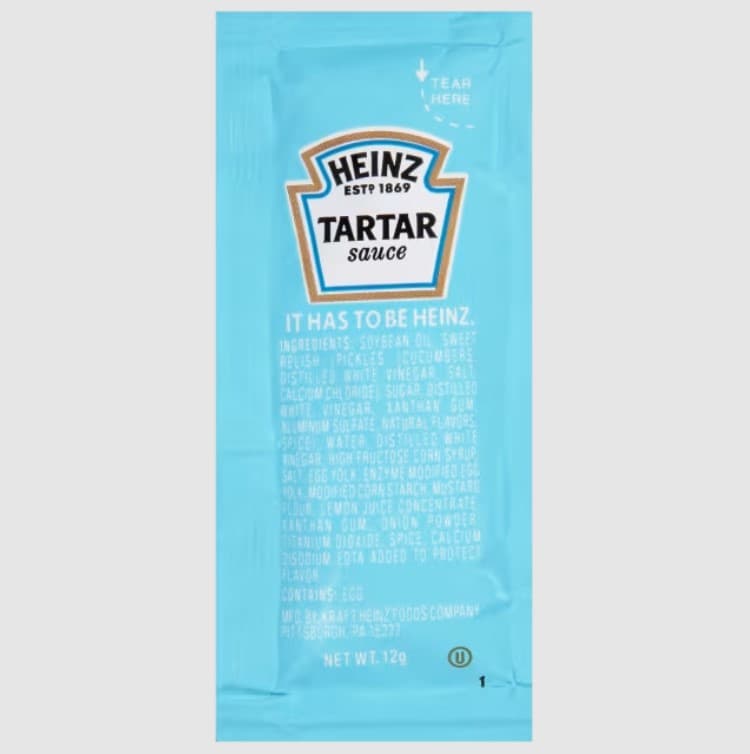 TEAR
HERE
HEINZ
ESTD 1869
TARTAR
sauce
IT HAS TO BE HEINZ.
INGREDIENTS: SOYBEAN OIL, SWEET
RELISH (PICKLES (CUCUMBERS,
DISTILLED WHITE VINEGAR, SALT,
CALCIUM CHLORIDE), SUGAR, DISTILLED
WHITE VINEGAR, XANTHAN GUM,
ALUMINUM SULFATE, NATURAL FLAVORS,
SPICE), WATER, DISTILLED WHITE
VINEGAR, HIGH FRUCTOSE CORN SYRUP,
SALT, EGG YOLK, ENZYME MODIFIED EGG
YOLK, MODIFIED CORN STARCH, MUSTARD
FLOUR, LEMON JUICE CONCENTRATE,
XANTHAN GUM, ONION POWDER,
TITANIUM DIOXIDE, SPICE, CALCIUM
DISODIUM EDTA ADDED TO PROTECT
FLAVOR.
CONTAINS: EGG.
MFD. BY KRAFT HEINZ FOODS COMPANY
PITTSBURGH, PA
NET WT. 12g
U
1